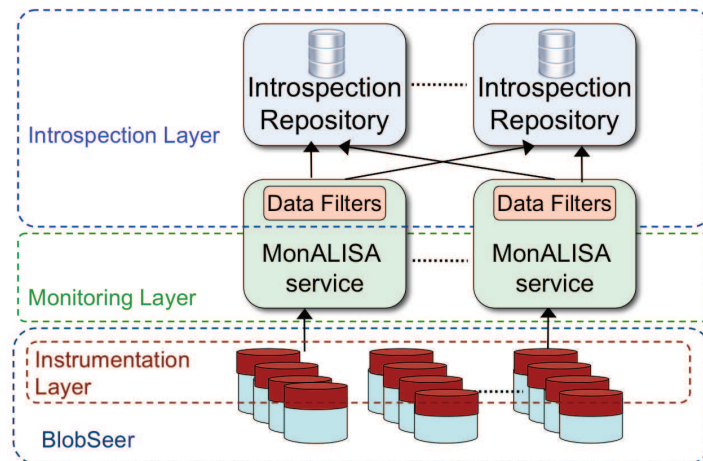 Introspection
Repository
Introspection
Repository
Introspection Layer
Data Filters
Data Filters
MonALISA
service
MonALISA
service
Monitoring Layer
Instrumentation
Layer
BlobSeer